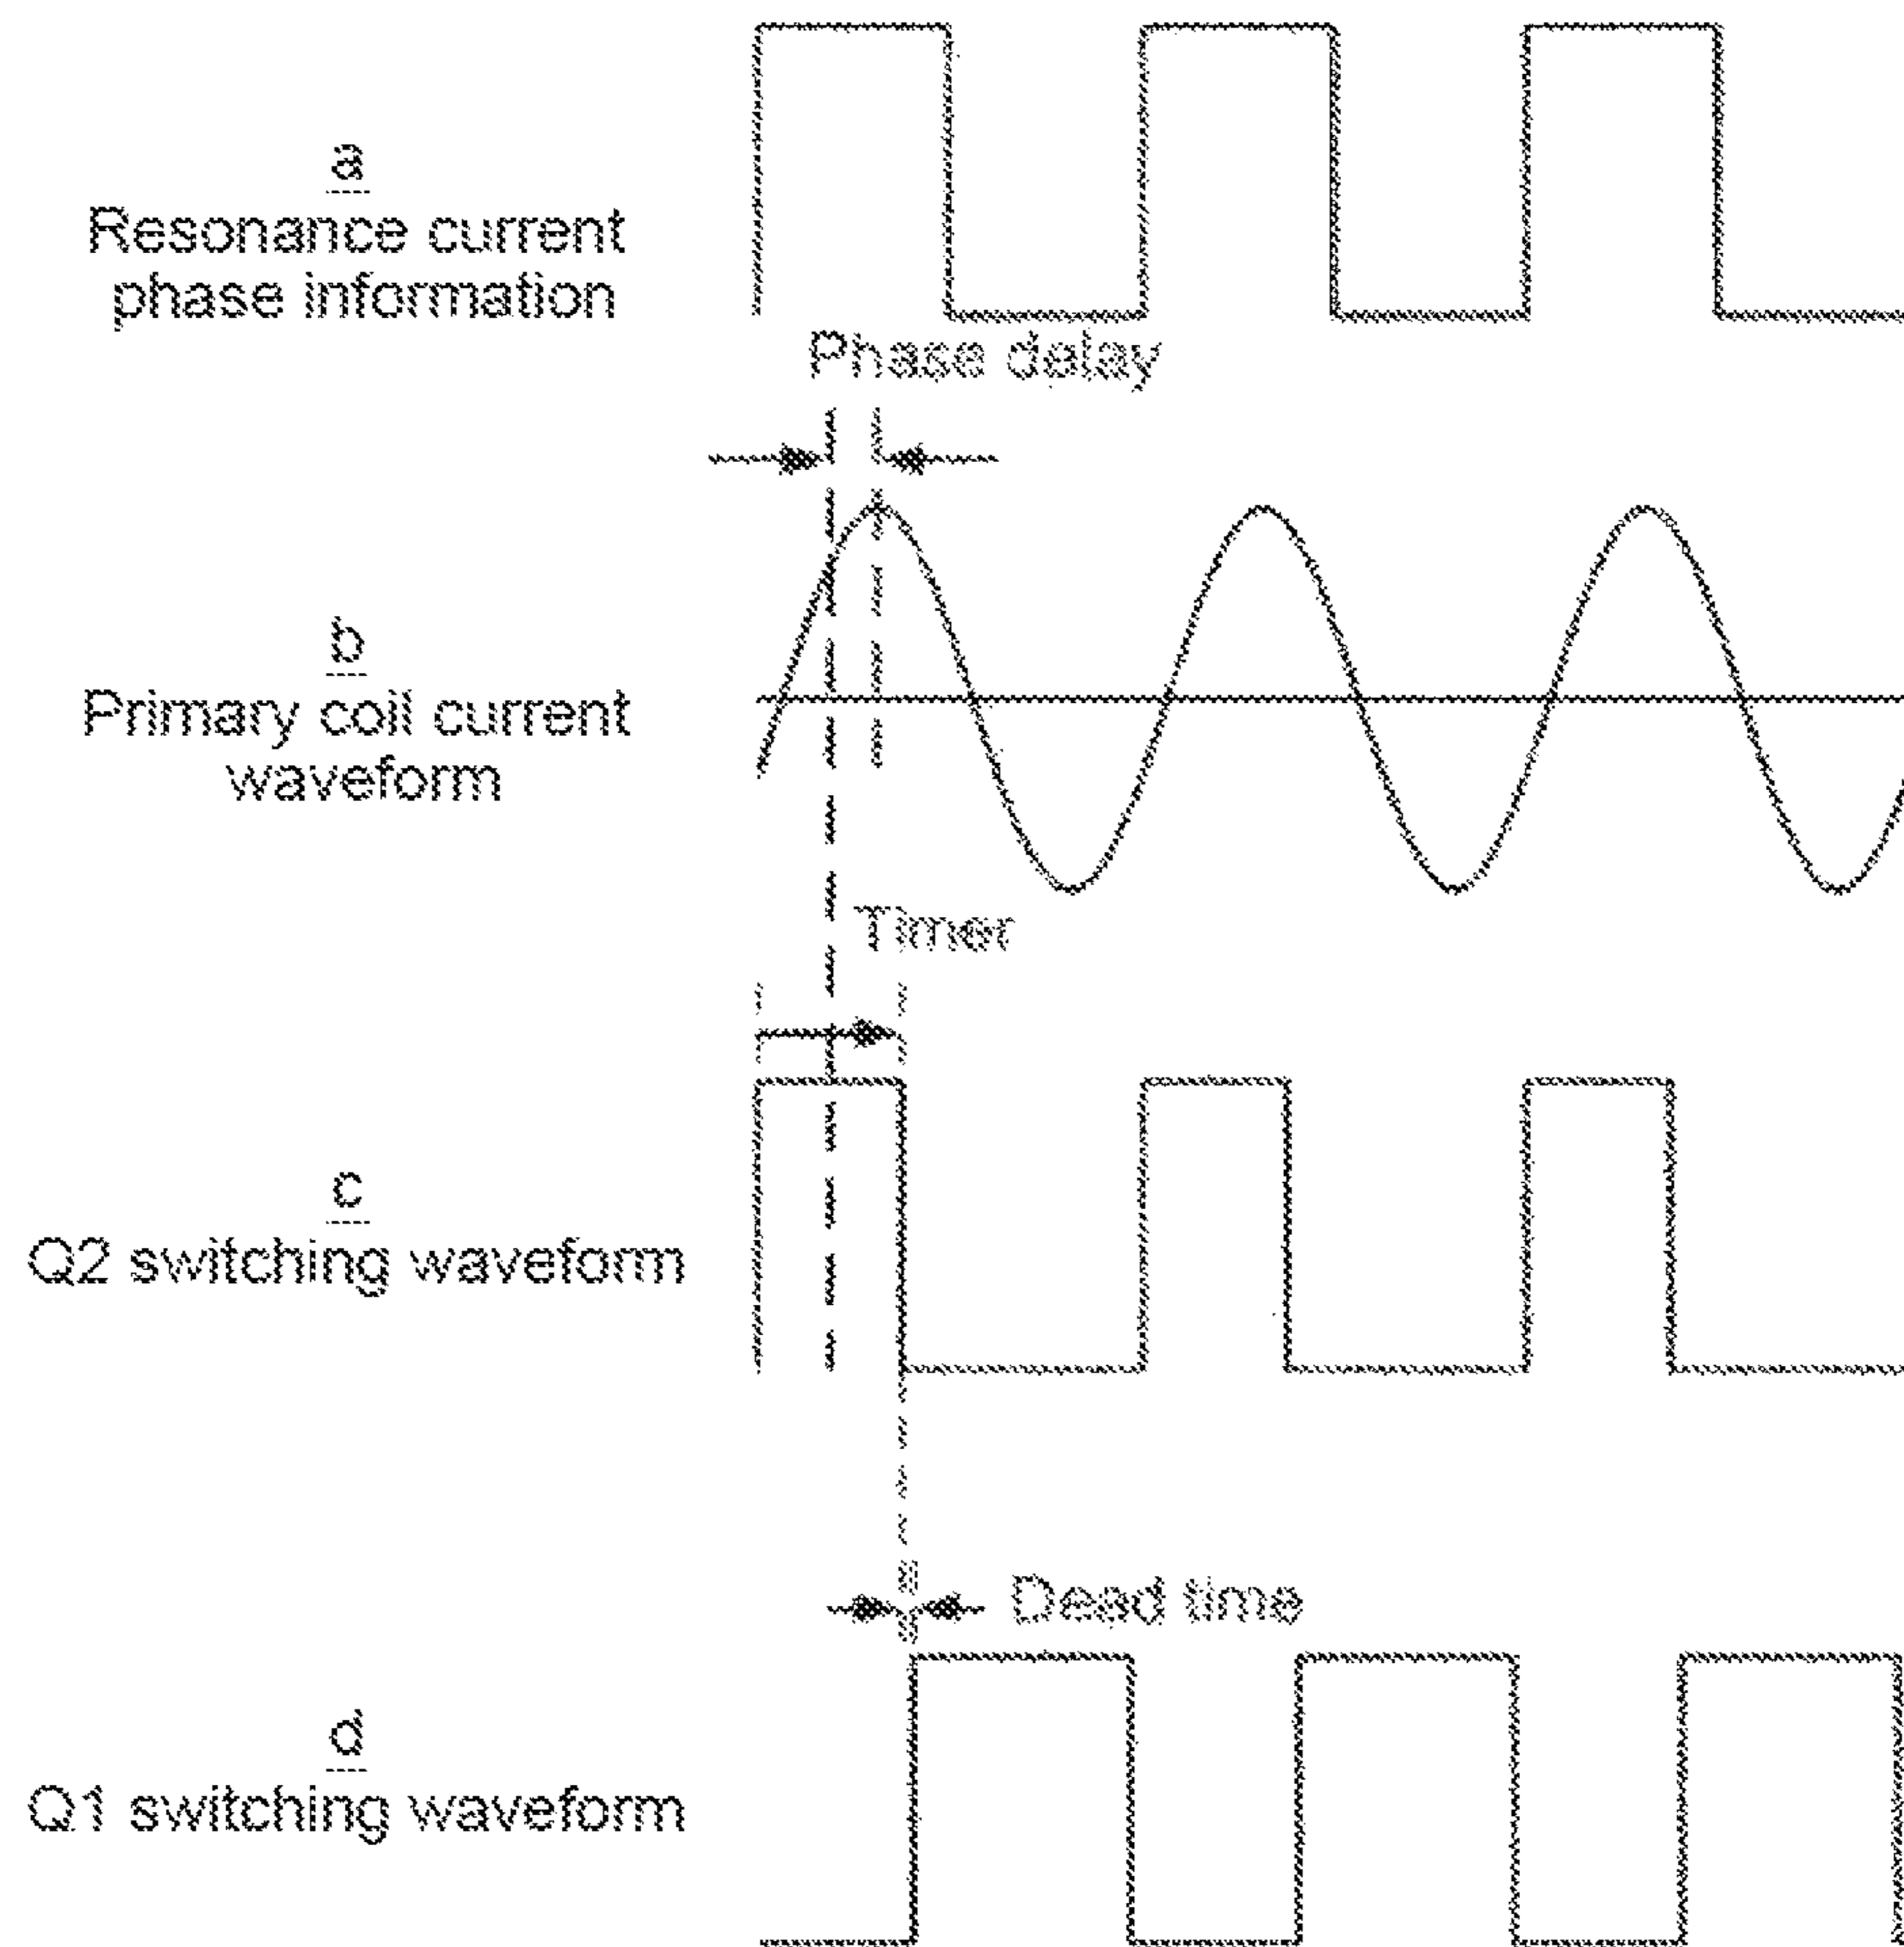 a
Resonance current
phase information
Phase delay
b
Primary coil current
waveform
Timer
c
Q2 switching waveform
Dead time
d
Q1 switching waveform